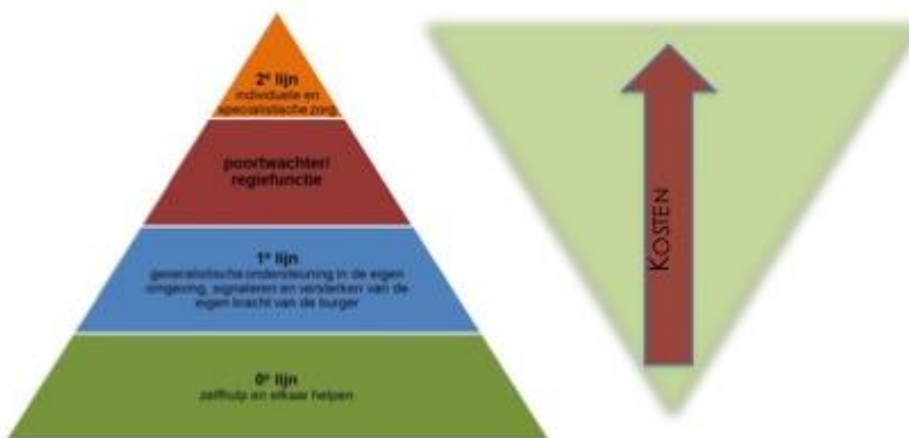 2e lijn
individuele en
specialistische zorg
poortwachter/
regiefunctie
1e lijn
generalistische ondersteuning in de eigen
omgeving, signaleren en versterken van de
eigen kracht van de burger
0e lijn
zelfhulp en elkaar helpen
KOSTEN